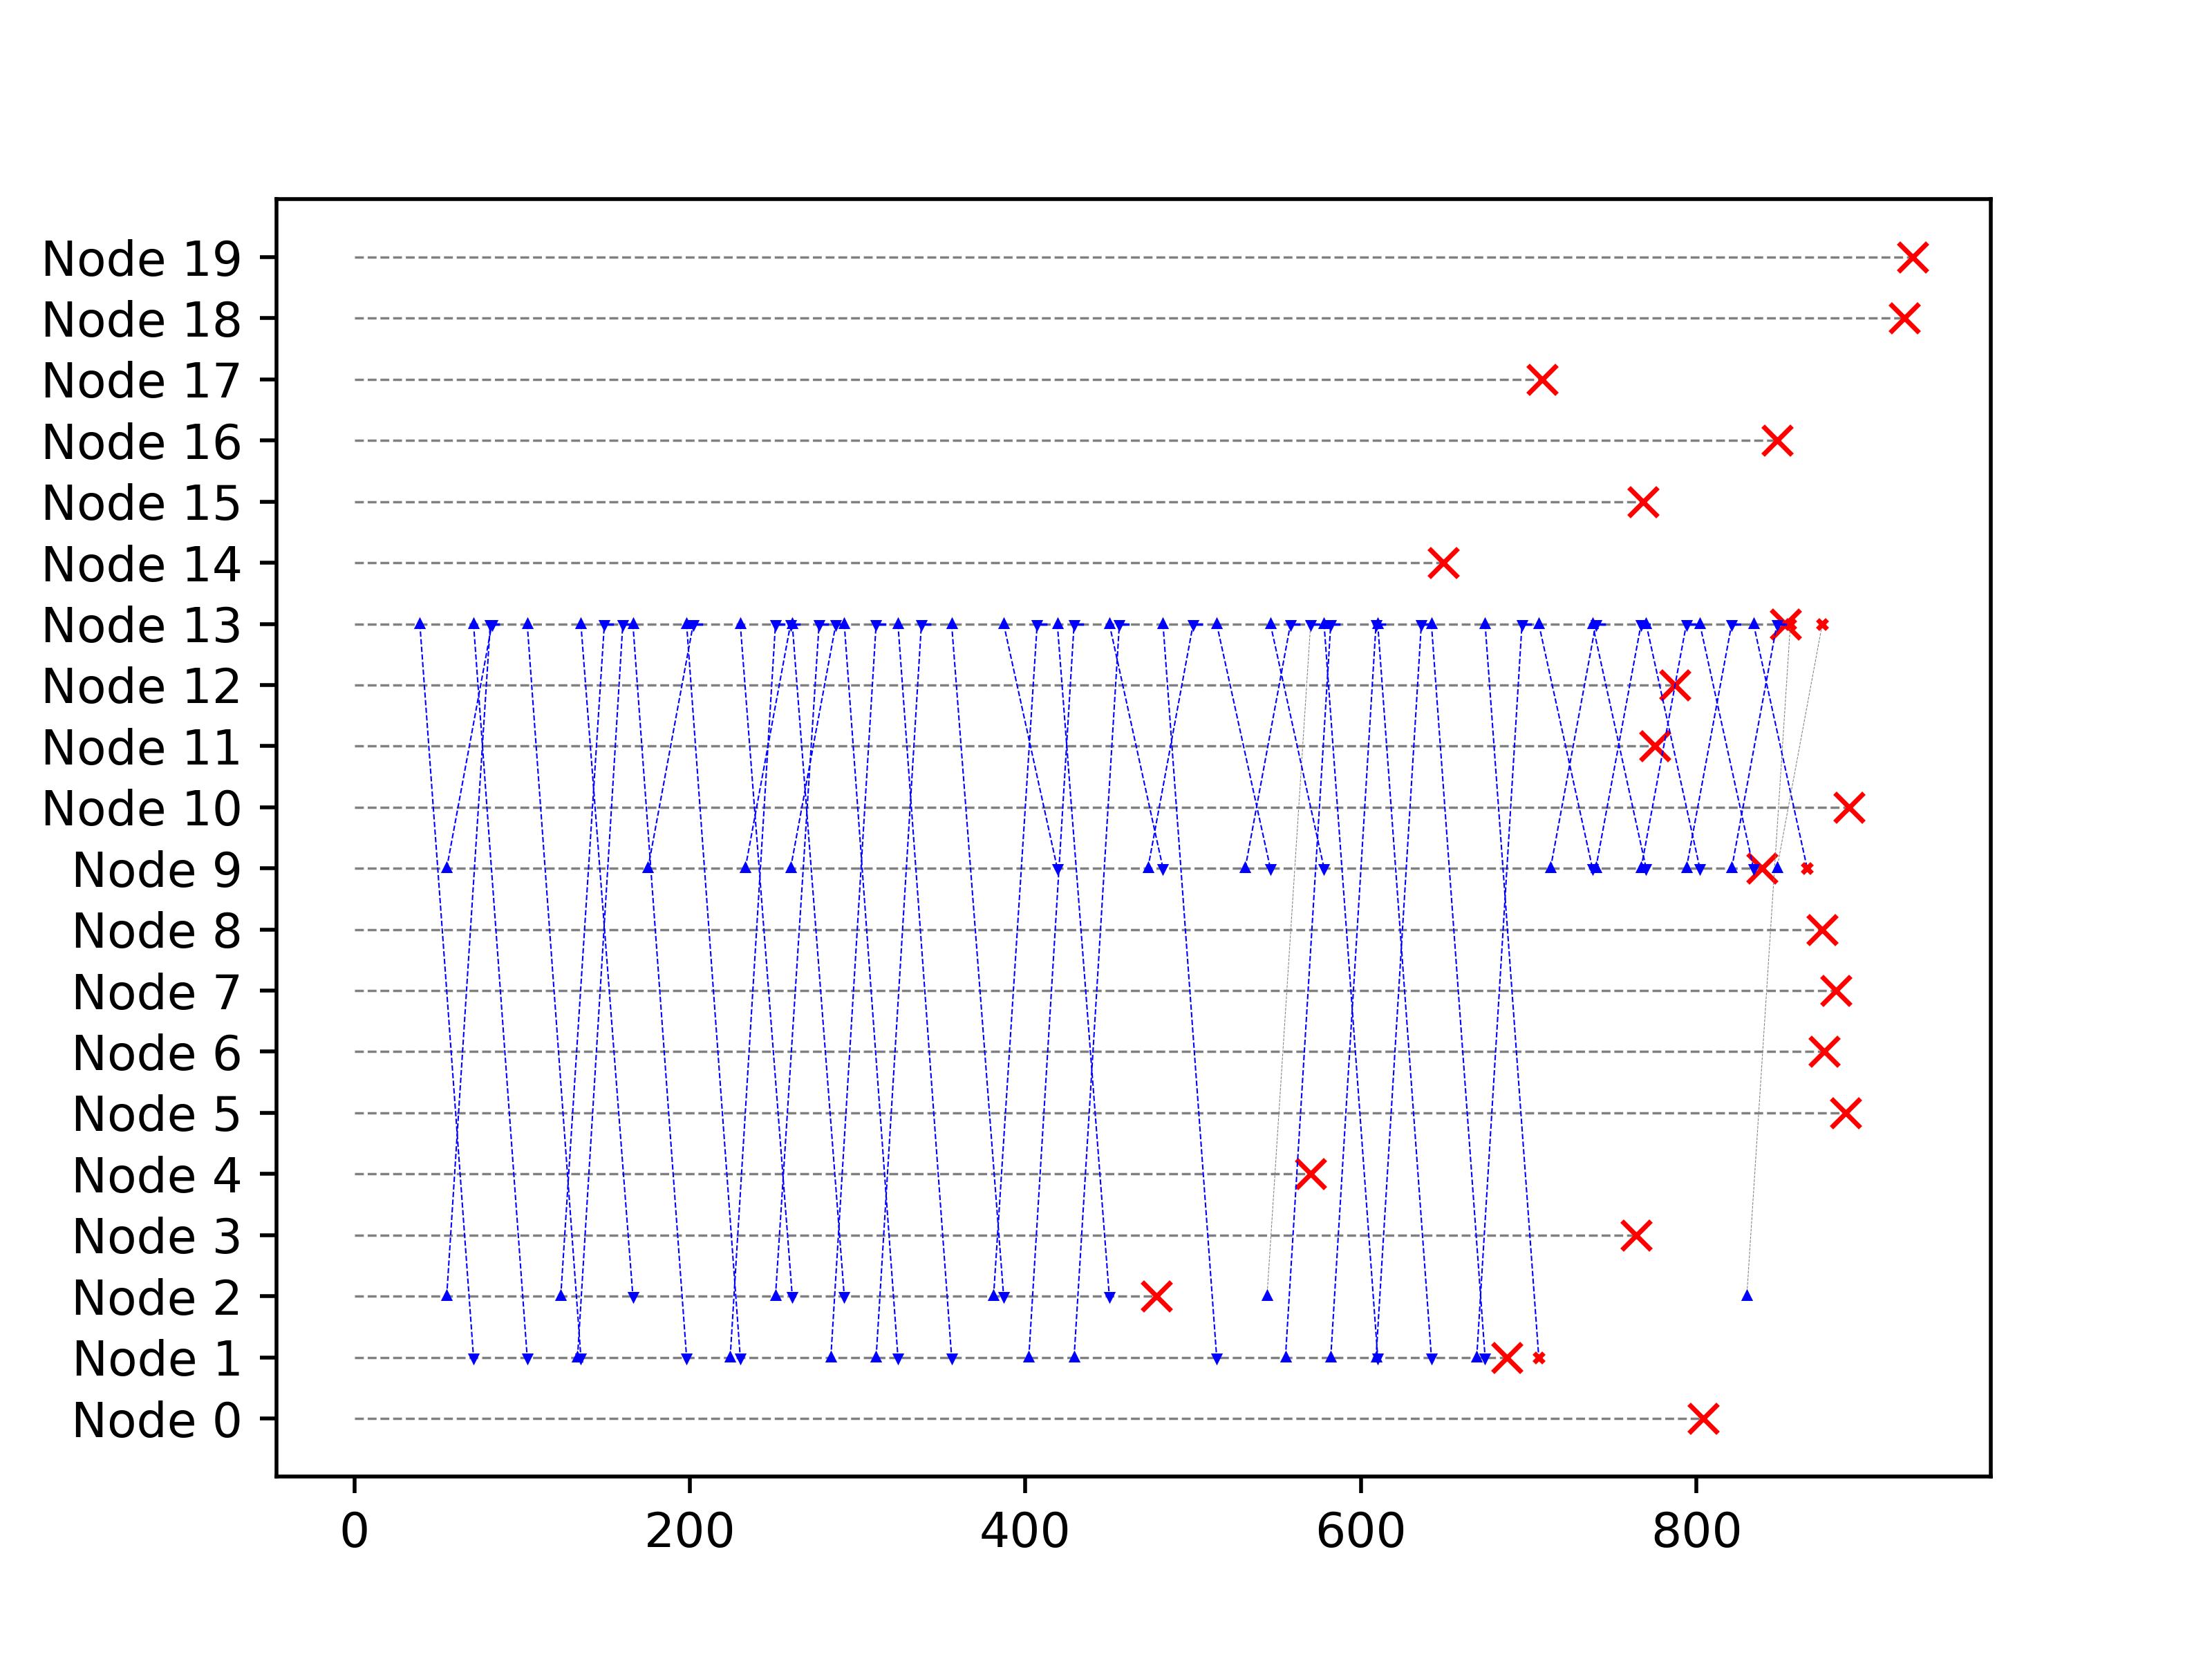 Node 19
Node 18
Node 17
Node 16
Node 15
Node 14
Node 13
Node 12
Node 11
Node 10
Node 9
Node 8
Node 7
Node 6
Node 5
Node 4
Node 3
Node 2
Node 1
Node 0
0 200 400 600 800